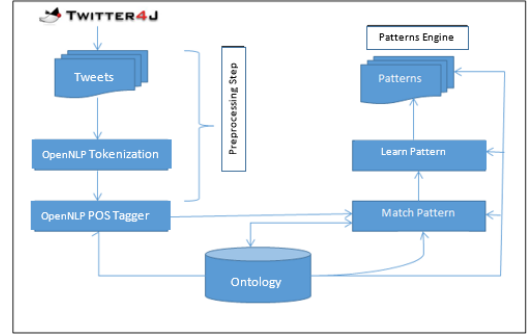 TWITTER4J
Patterns Engine
Tweets
Patterns
Preprocessing Step
OpenNLP Tokenization
Learn Pattern
OpenNLP POS Tagger
Match Pattern
Ontology